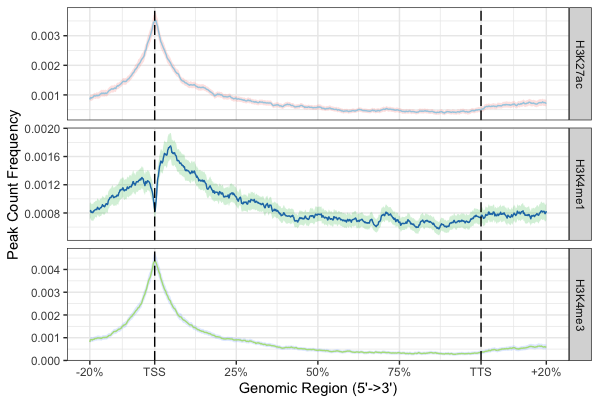 Peak Count Frequency
0.003
0.002
0.001
H3K27ac
0.0020
0.0016
0.0012
0.0008
H3K4me1
0.004
0.003
0.002
0.001
0.000
H3K4me3
-20% TSS 25% 50% 75% TTS +20%
Genomic Region (5'->3')